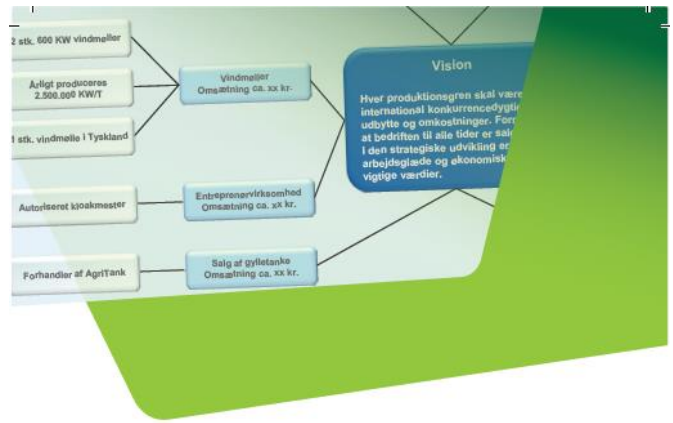 2 stk. 600 KW vindmøller
Årligt produceres
2.500.000 KW/T
1 stk. vindmølle i Tyskland
Autoriseret kloakmester
Forhandler af AgriTank
Vindmøller
Omsætning ca. xx kr.
Entreprenørvirksomhed
Omsætning ca. xx kr.
Salg af gylletanke
Omsætning ca. xx kr.
Vision
Hver produktionsgren skal være
international konkurrencedygtig
udbytte og omkostninger.
at bedriften til alle tider er
I den strategiske udvikling er
arbejdsglæde og økonomisk
vigtige værdier.